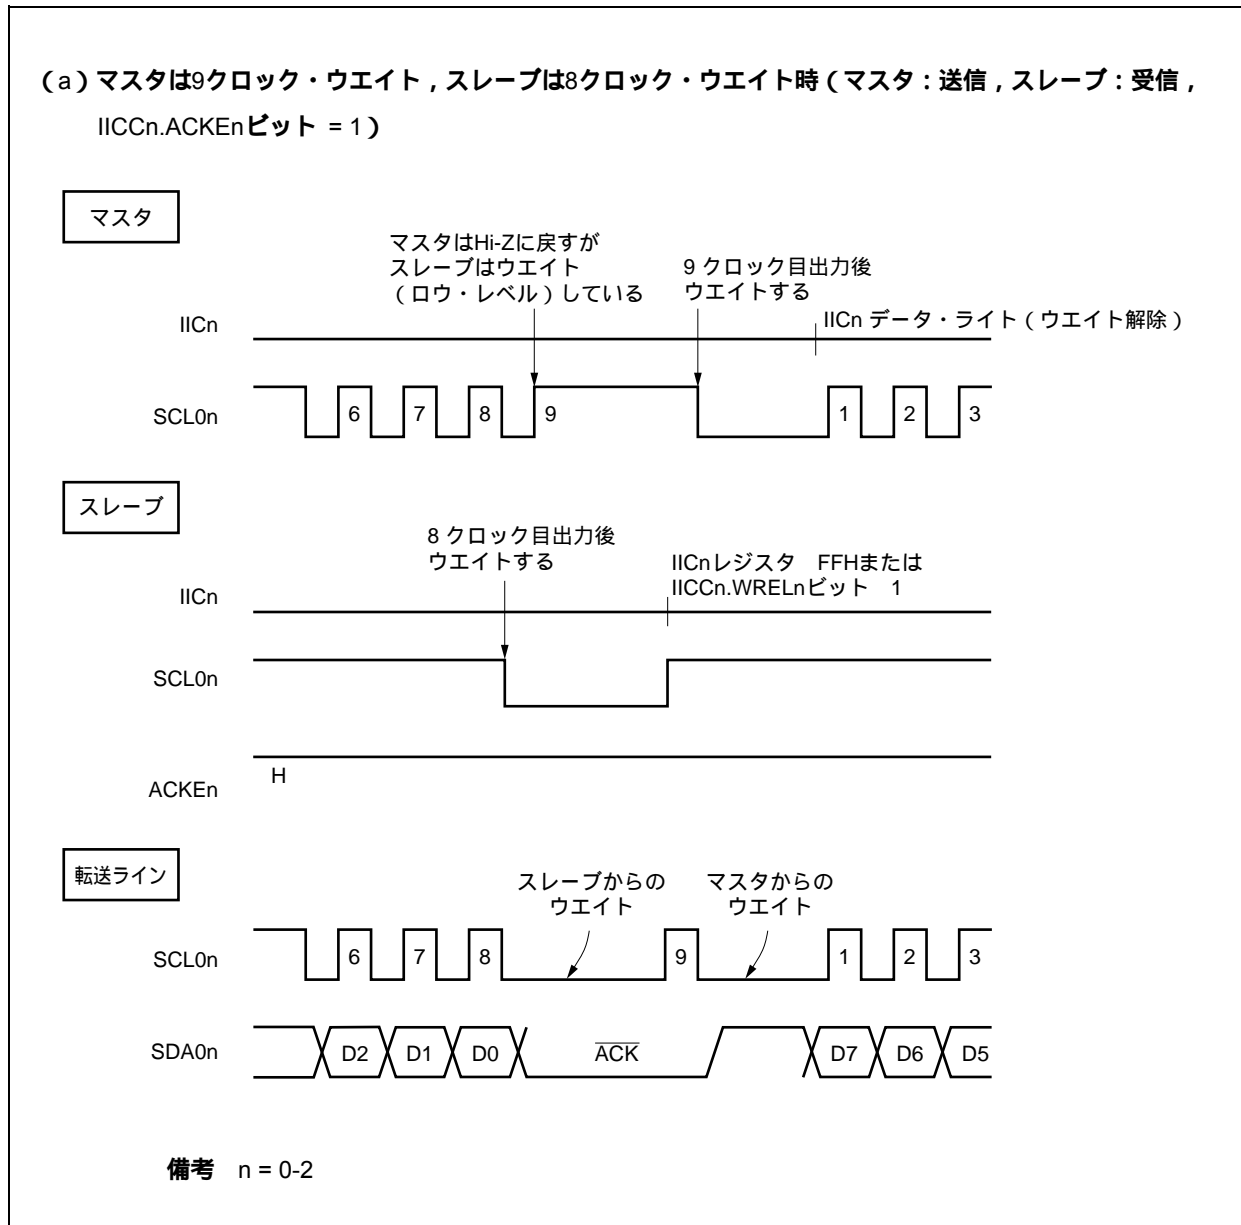 （a）マスタは9クロック・ウエイト，スレーブは8クロック・ウエイト時（マスタ：送信，スレーブ：受信，
IICCn.ACKEnビット = 1）
マスタ
マスタはHi-Zに戻すが
スレーブはウエイト
（ロウ・レベル）している
9 クロック目出力後
ウエイトする
IICn
IICn データ・ライト（ウエイト解除）
SCL0n
6 7 8 9 1 2 3
スレーブ
8 クロック目出力後
ウエイトする
IICnレジスタ　FFHまたは
IICCn.WRELnビット　1
IICn
SCL0n
H
ACKEn
転送ライン
スレーブからの
ウエイト
マスタからの
ウエイト
SCL0n
6 7 8 9 1 2 3
SDA0n
D2 D1 D0 ACK D7 D6 D5
備考　n = 0-2